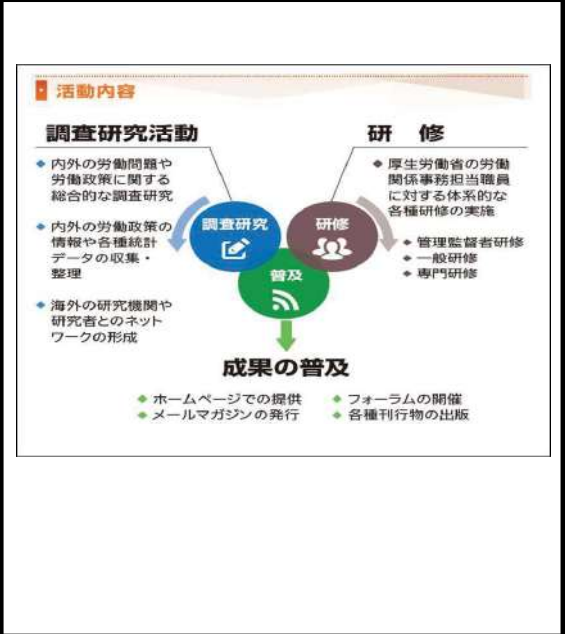 活動内容
調査研究活動
◆ 内外の労働問題や
労働政策に関する
総合的な調査研究
◆ 内外の労働政策の
情報や各種統計
データの収集・
整理
◆ 海外の研究機関や
研究者とのネット
ワークの形成
研 修
◆ 厚生労働省の労働
関係事務担当職員
に対する体系的な
各種研修の実施
◆ 管理監督者研修
◆ 一般研修
◆ 専門研修
調査研究
研修
普及
成果の普及
◆ ホームページでの提供
◆ メールマガジンの発行
◆ フォーラムの開催
◆ 各種刊行物の出版